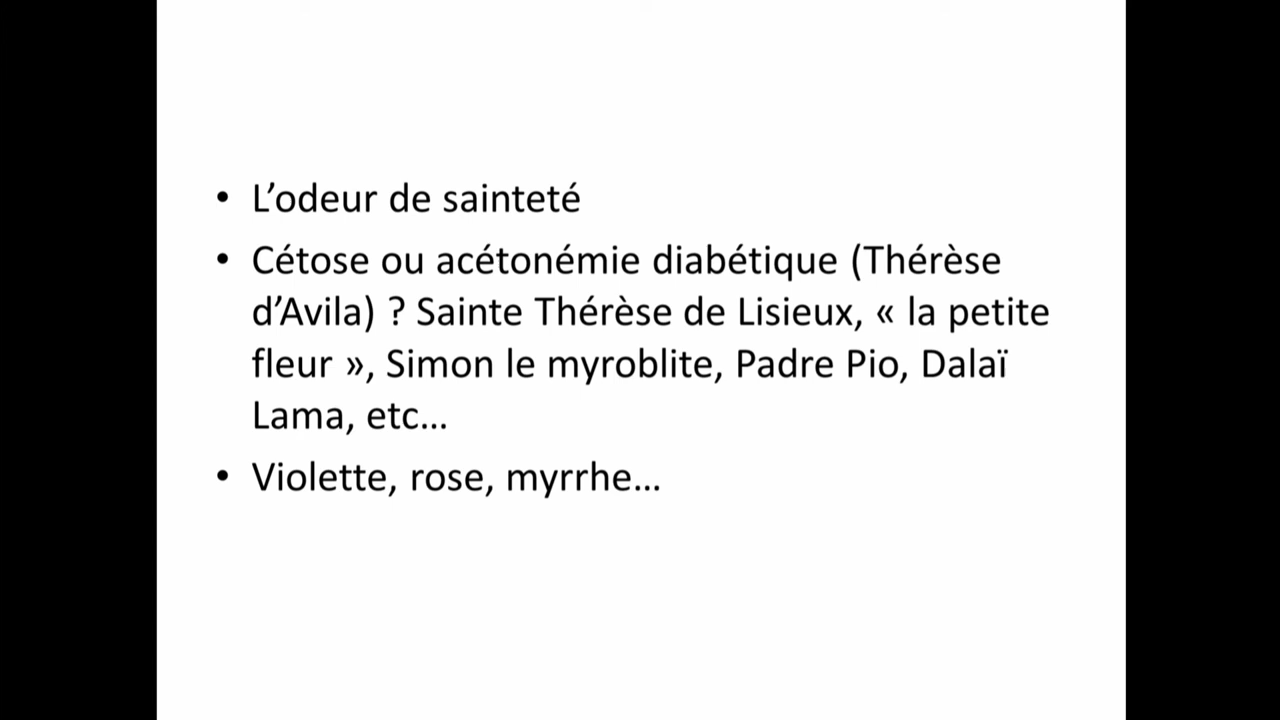 • L’odeur de sainteté
• Cétose ou acétonémie diabétique (Thérèse
d’Avila) ? Sainte Thérèse de Lisieux, « la petite
fleur », Simon le myroblite, Padre Pio, Dalaï
Lama, etc…
• Violette, rose, myrrhe…